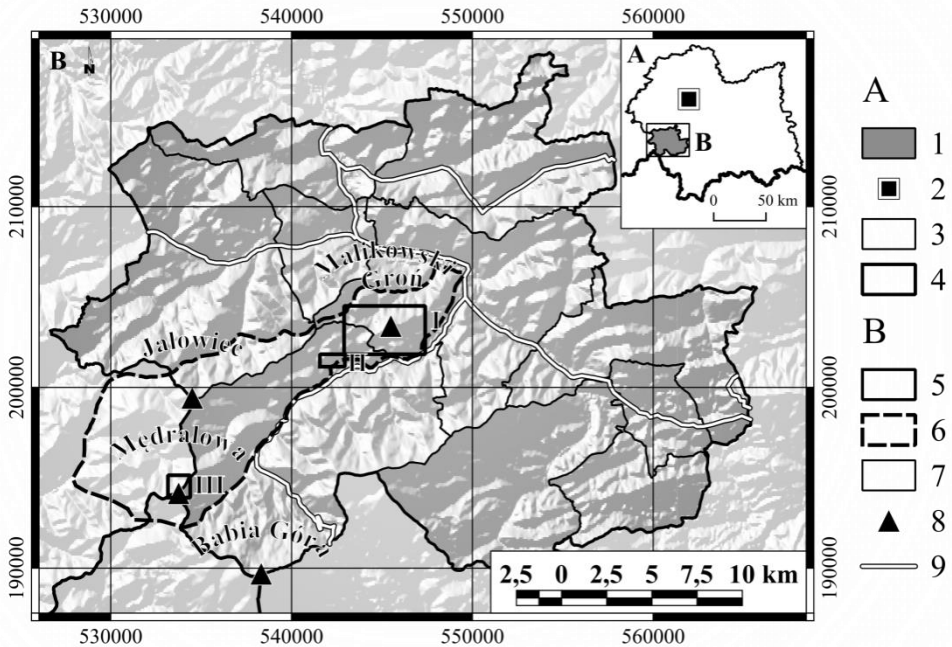 530000 540000 550000 560000
B
N
A
B
0 50 km
210000
210000
Malikowski
Groń
I
Jałowiec
II
200000
200000
Mędralowa
III
Babia Góra
190000
190000
2,5 0 2,5 5 7,5 10 km
530000 540000 550000 560000
A
1
2
3
4
B
5
6
7
8
9